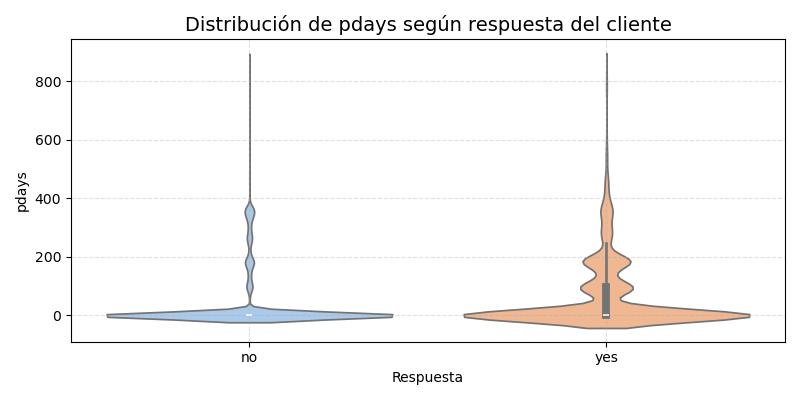 Distribución de pdays según respuesta del cliente
800
600
400
200
0
pdays
no
yes
Respuesta